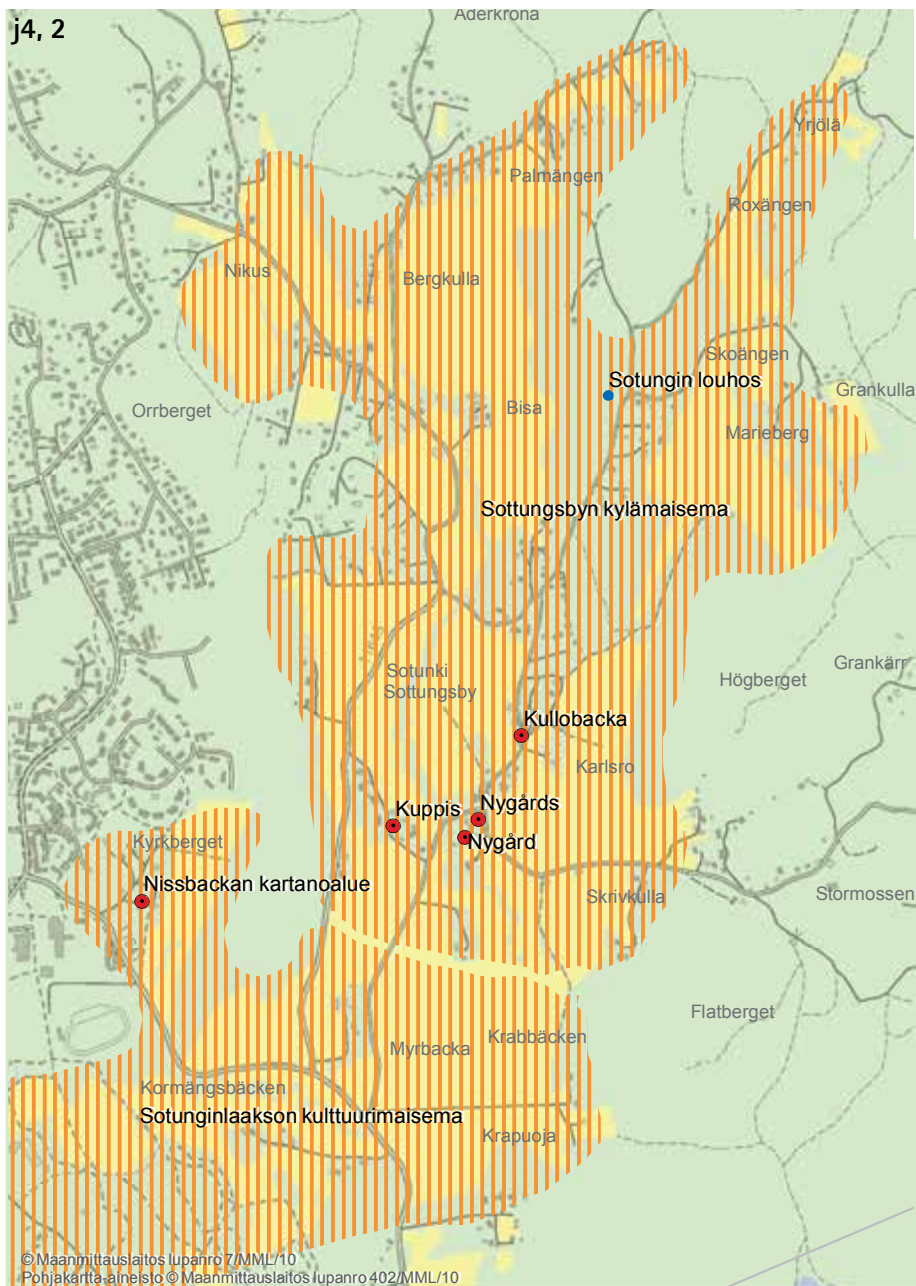 j4, 2
Aderkrona
Yrjölä
Palmängen
Roxängen
Nikus
Bergkulla
Skoängen
Sotungin louhos
Grankulla
Orrberget
Bisa
Marieberg
Sottungsbyn kylämaisema
Sotunki
Sottungsby
Högberget
Grankärr
Kullobacka
Karlsro
Kuppis
Nygårds
Nygård
Kyrkberget
Nissbackan kartanoalue
Skrivkulla
Stormossen
Flatberget
Krabbäcken
Myrbacka
Kormängsbäcken
Sotunginlaakson kulttuurimaisema
Krapuoja
© Maanmittauslaitos lupanro 7/MML/10
Pohjakartta-aineisto © Maanmittauslaitos lupanro 402/MML/10